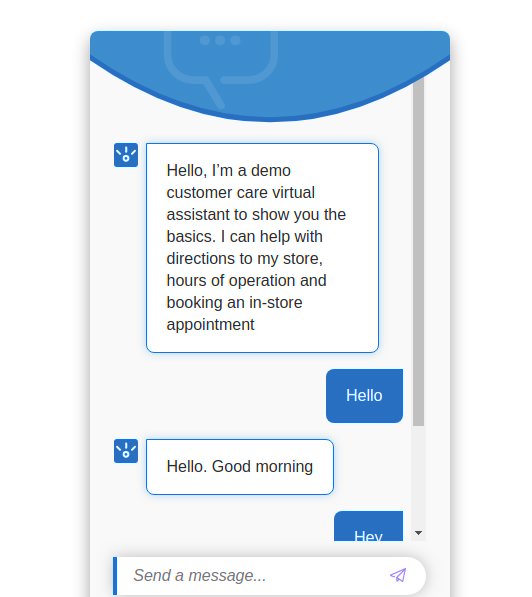 Hello, I’m a demo
customer care virtual
assistant to show you the
basics. I can help with
directions to my store,
hours of operation and
booking an in-store
appointment
Hello
Hello. Good morning
Hey
Send a message...